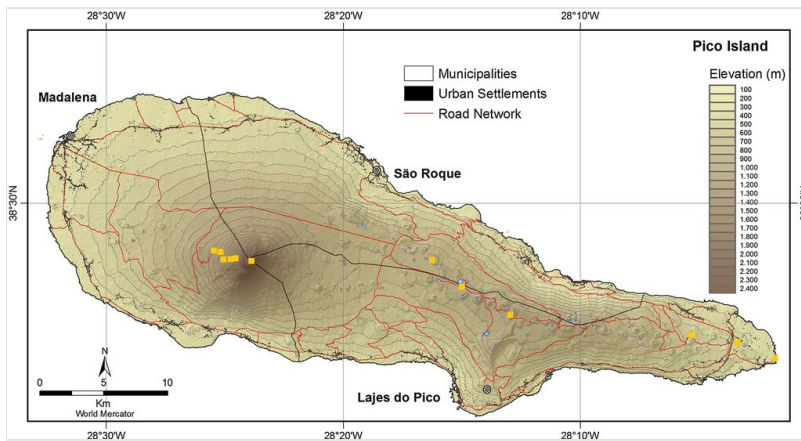 28°30'W
28°20'W
28°10'W
Pico Island
Municipalities
Urban Settlements
Road Network
Elevation (m)
100
200
300
400
500
600
700
800
900
1.000
1.100
1.200
1.300
1.400
1.500
1.600
1.700
1.800
1.900
2.000
2.100
2.200
2.300
2.400
Madalena
São Roque
38°30'N
Lajes do Pico
N
0
5
10
Km
World Mercator
28°30'W
28°20'W
28°10'W